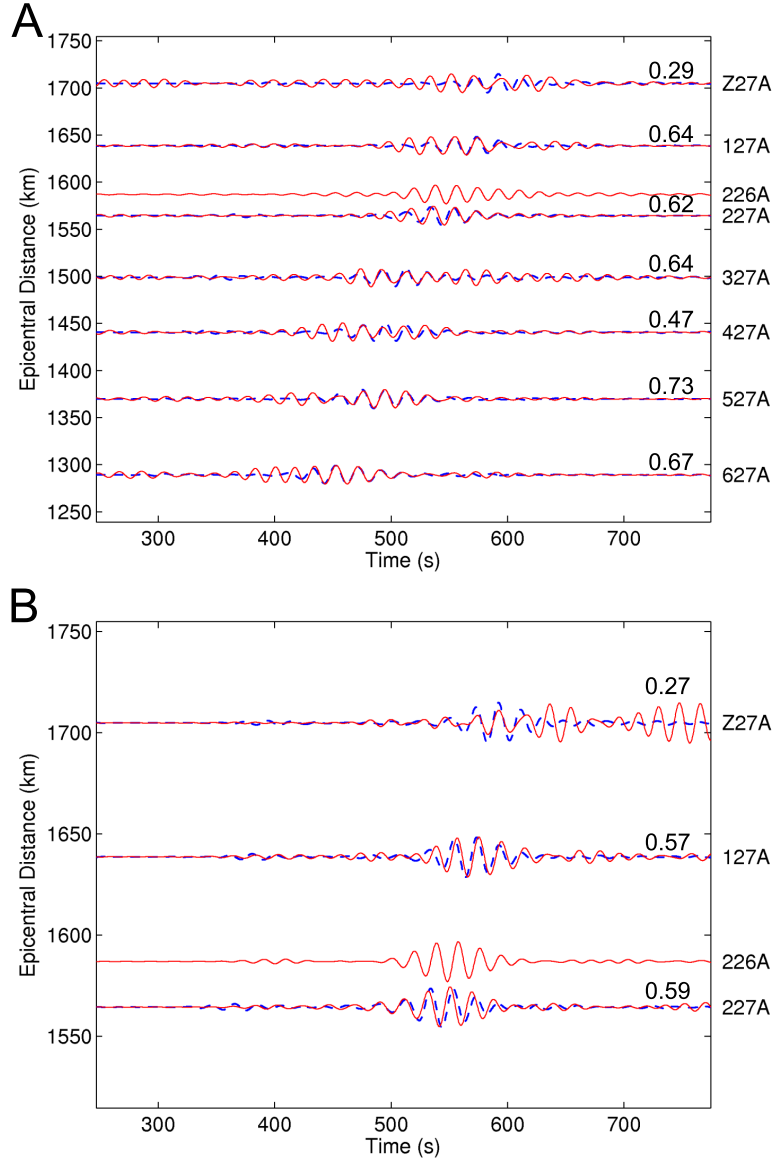 A
1750
0.29
1700
Z27A
1650
0.64
127A
1600
226A
0.62
227A
1550
0.64
1500
327A
1450
0.47
427A
1400
0.73
1350
527A
0.67
1300
627A
1250
300 400 500 600 700
Time (s)
Epicentral Distance (km)
B
1750
0.27
1700
Z27A
1650
0.57
127A
1600
226A
0.59
227A
1550
300 400 500 600 700
Time (s)
Epicentral Distance (km)